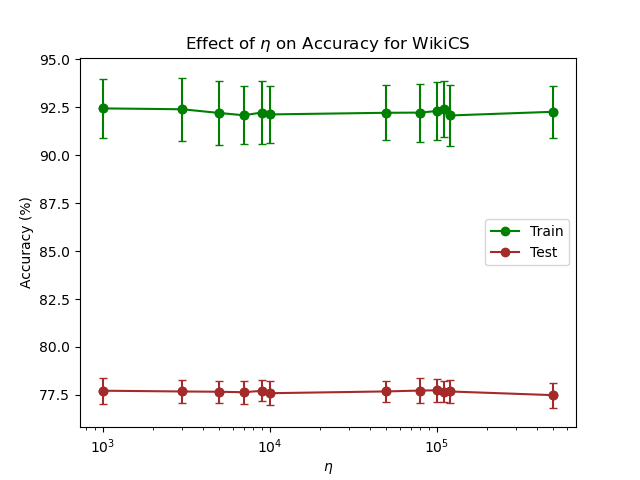 Effect of η on Accuracy for WikiCS
95.0
92.5
90.0
87.5
85.0
82.5
80.0
77.5
Accuracy (%)
Train
Test
10³ 10⁴ 10⁵
η